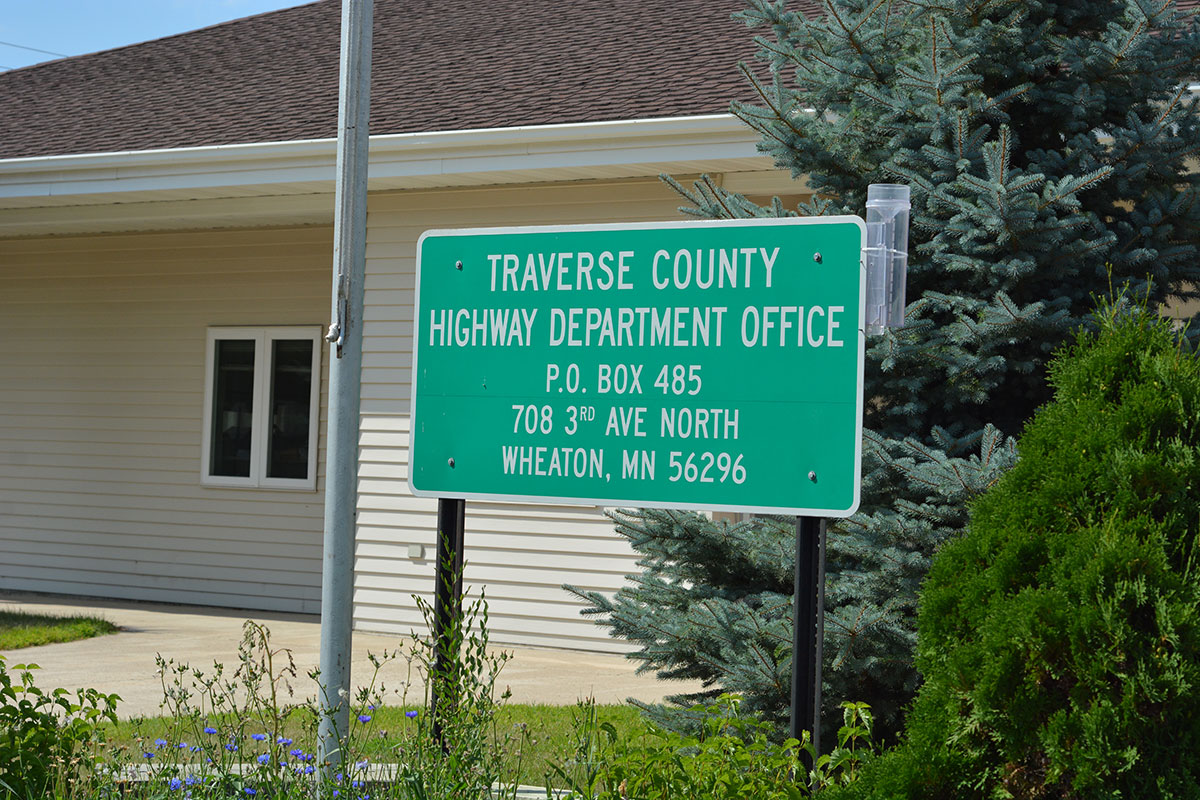 TRAVERSE COUNTY
HIGHWAY DEPARTMENT OFFICE
P.O. BOX 485
708 3RD AVE NORTH
WHEATON, MN 56296